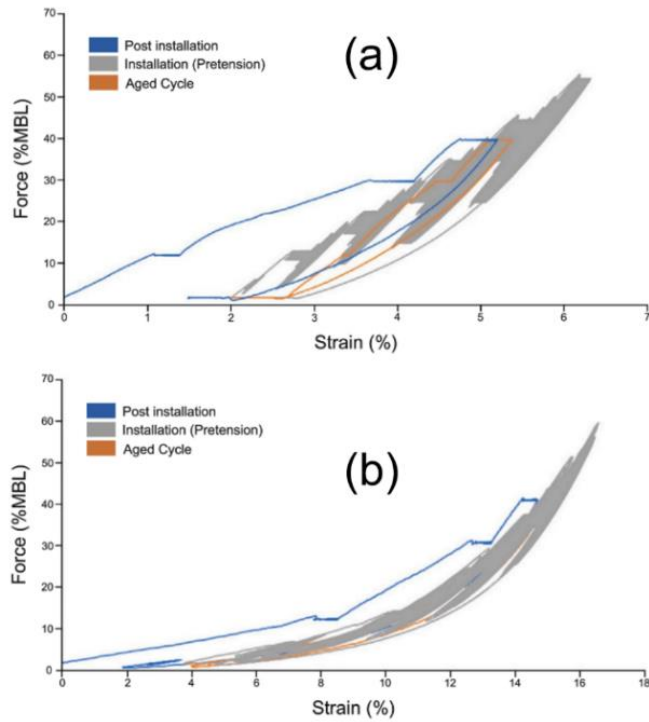 (a)
70
60
50
40
30
20
10
0
Force (%MBL)
Post installation
Installation (Pretension)
Aged Cycle
0 1 2 3 4 5 6 7
Strain (%)
(b)
70
60
50
40
30
20
10
0
Force (%MBL)
Post installation
Installation (Pretension)
Aged Cycle
0 2 4 6 8 10 12 14 16 18
Strain (%)